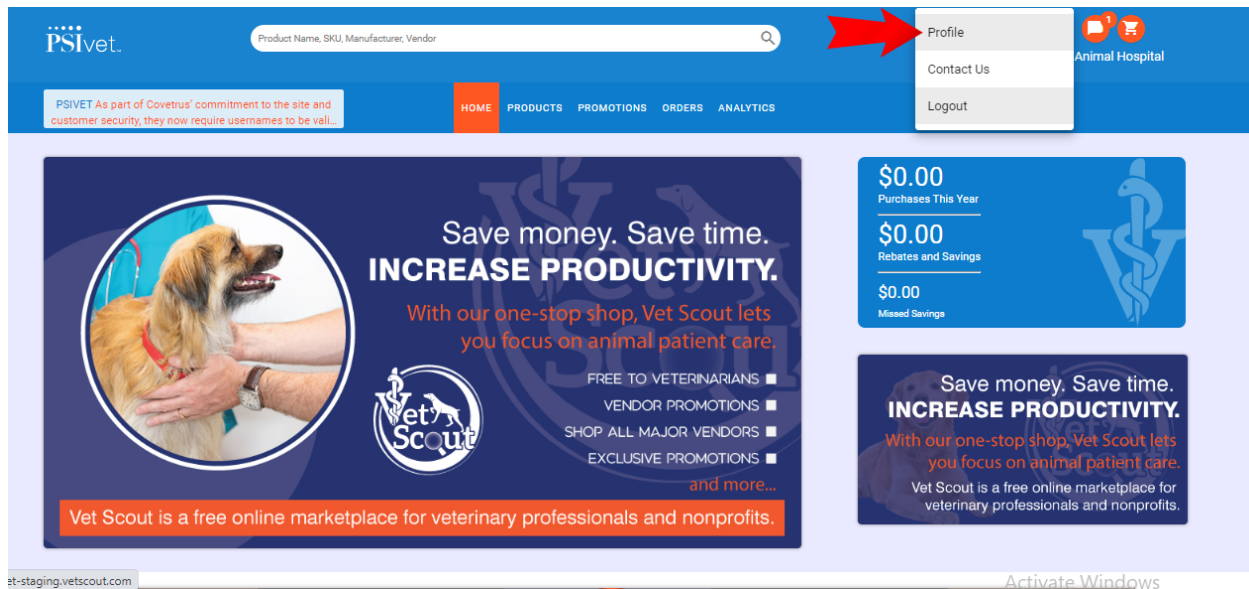 PSIvet.
Product Name, SKU, Manufacturer, Vendor
Profile
Contact Us
Logout
1
Animal Hospital
PSIVET As part of Covetrus' commitment to the site and
customer security, they now require usernames to be vali...
HOME PRODUCTS PROMOTIONS ORDERS ANALYTICS
Save money. Save time.
INCREASE PRODUCTIVITY.
With our one-stop shop, Vet Scout lets
you focus on animal patient care.
FREE TO VETERINARIANS
VENDOR PROMOTIONS
SHOP ALL MAJOR VENDORS
EXCLUSIVE PROMOTIONS
and more...
Vet
Scout
Vet Scout is a free online marketplace for veterinary professionals and nonprofits.
$0.00
Purchases This Year
$0.00
Rebates and Savings
$0.00
Missed Savings
Save money. Save time.
INCREASE PRODUCTIVITY.
With our one-stop shop, Vet Scout lets
you focus on animal patient care.
Vet Scout is a free online marketplace for
veterinary professionals and nonprofits.
et-staging.vetscout.com
Activate Windows